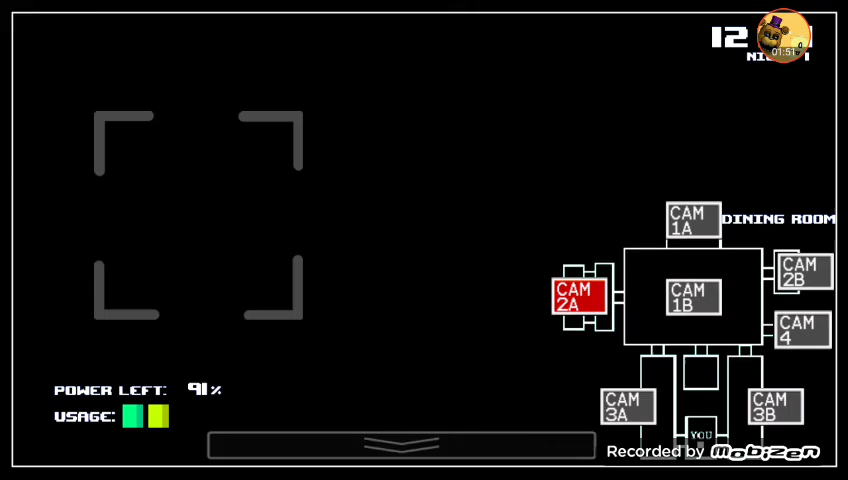 12
01:51
CAM
1A
DINING ROOM
CAM
2B
CAM
2A
CAM
1B
CAM
4
POWER LEFT: 91%
CAM
3A
CAM
3B
USAGE:
YOU
Recorded by Mobizen